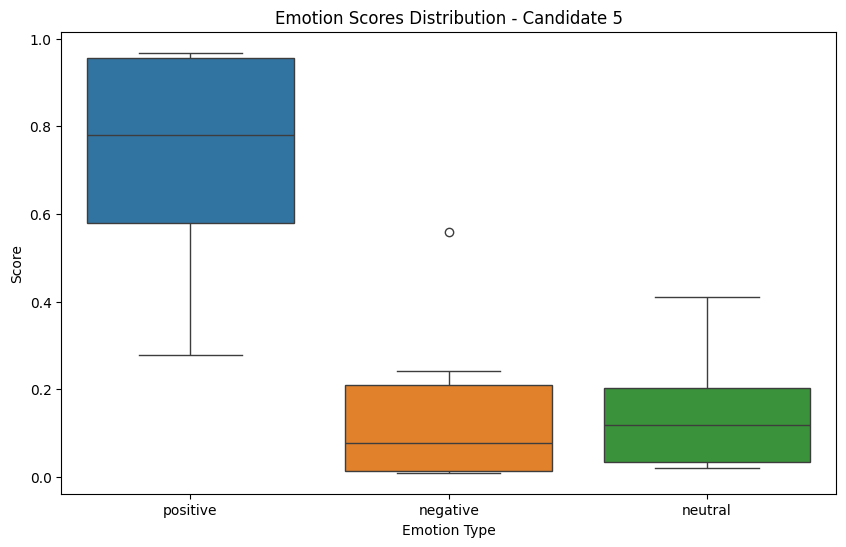 Emotion Scores Distribution - Candidate 5
1.0
0.8
0.6
0.4
0.2
0.0
Score
positive
negative
neutral
Emotion Type